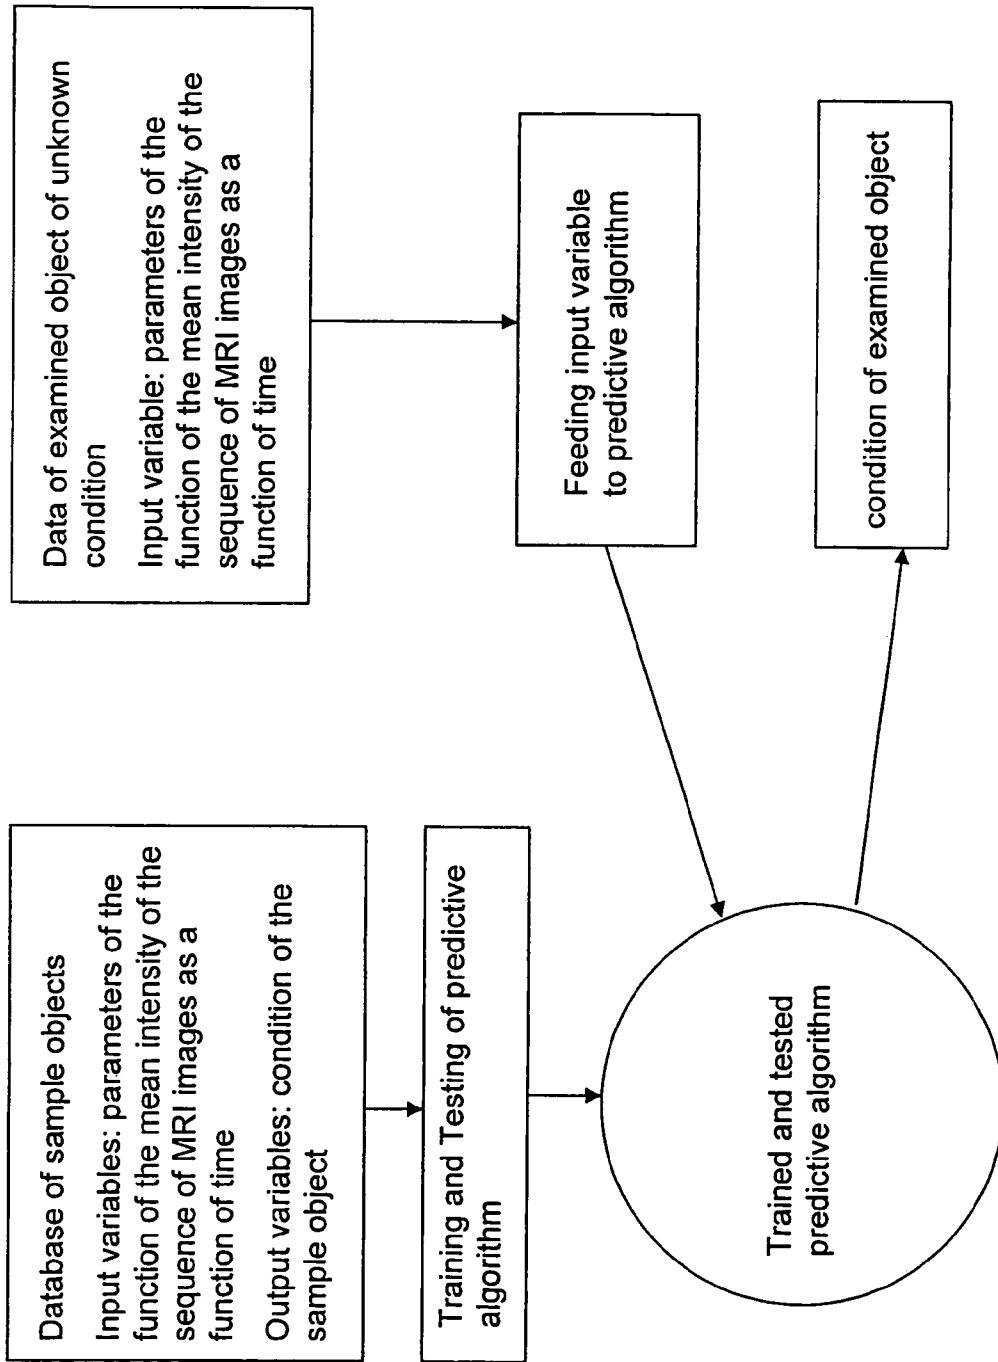 Database of sample objects
Input variables: parameters of the
function of the mean intensity of the
sequence of MRI images as a
function of time
Output variables: condition of the
sample object
Training and Testing of predictive
algorithm
Trained and tested
predictive algorithm
Data of examined object of unknown
condition
Input variable: parameters of the
function of the mean intensity of the
sequence of MRI images as a
function of time
Feeding input variable
to predictive algorithm
condition of examined object